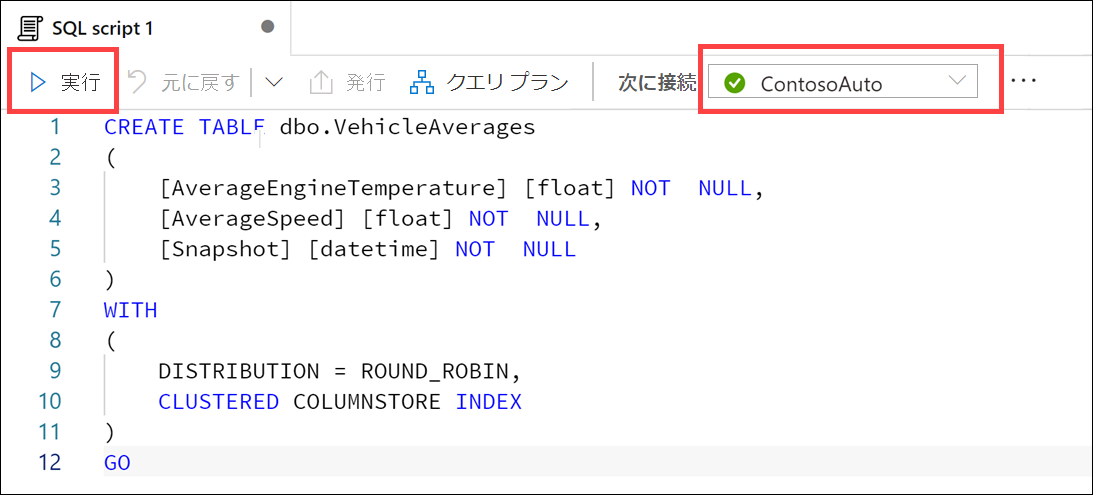 SQL script 1
実行 元に戻す 発行 クエリ プラン 次に接続 ContosoAuto ...
1 CREATE TABLE dbo.VehicleAverages
2 (
3 [AverageEngineTemperature] [float] NOT  NULL,
4 [AverageSpeed] [float] NOT  NULL,
5 [Snapshot] [datetime] NOT  NULL
6 )
7 WITH
8 (
9 DISTRIBUTION = ROUND_ROBIN,
10 CLUSTERED COLUMNSTORE INDEX
11 )
12 GO